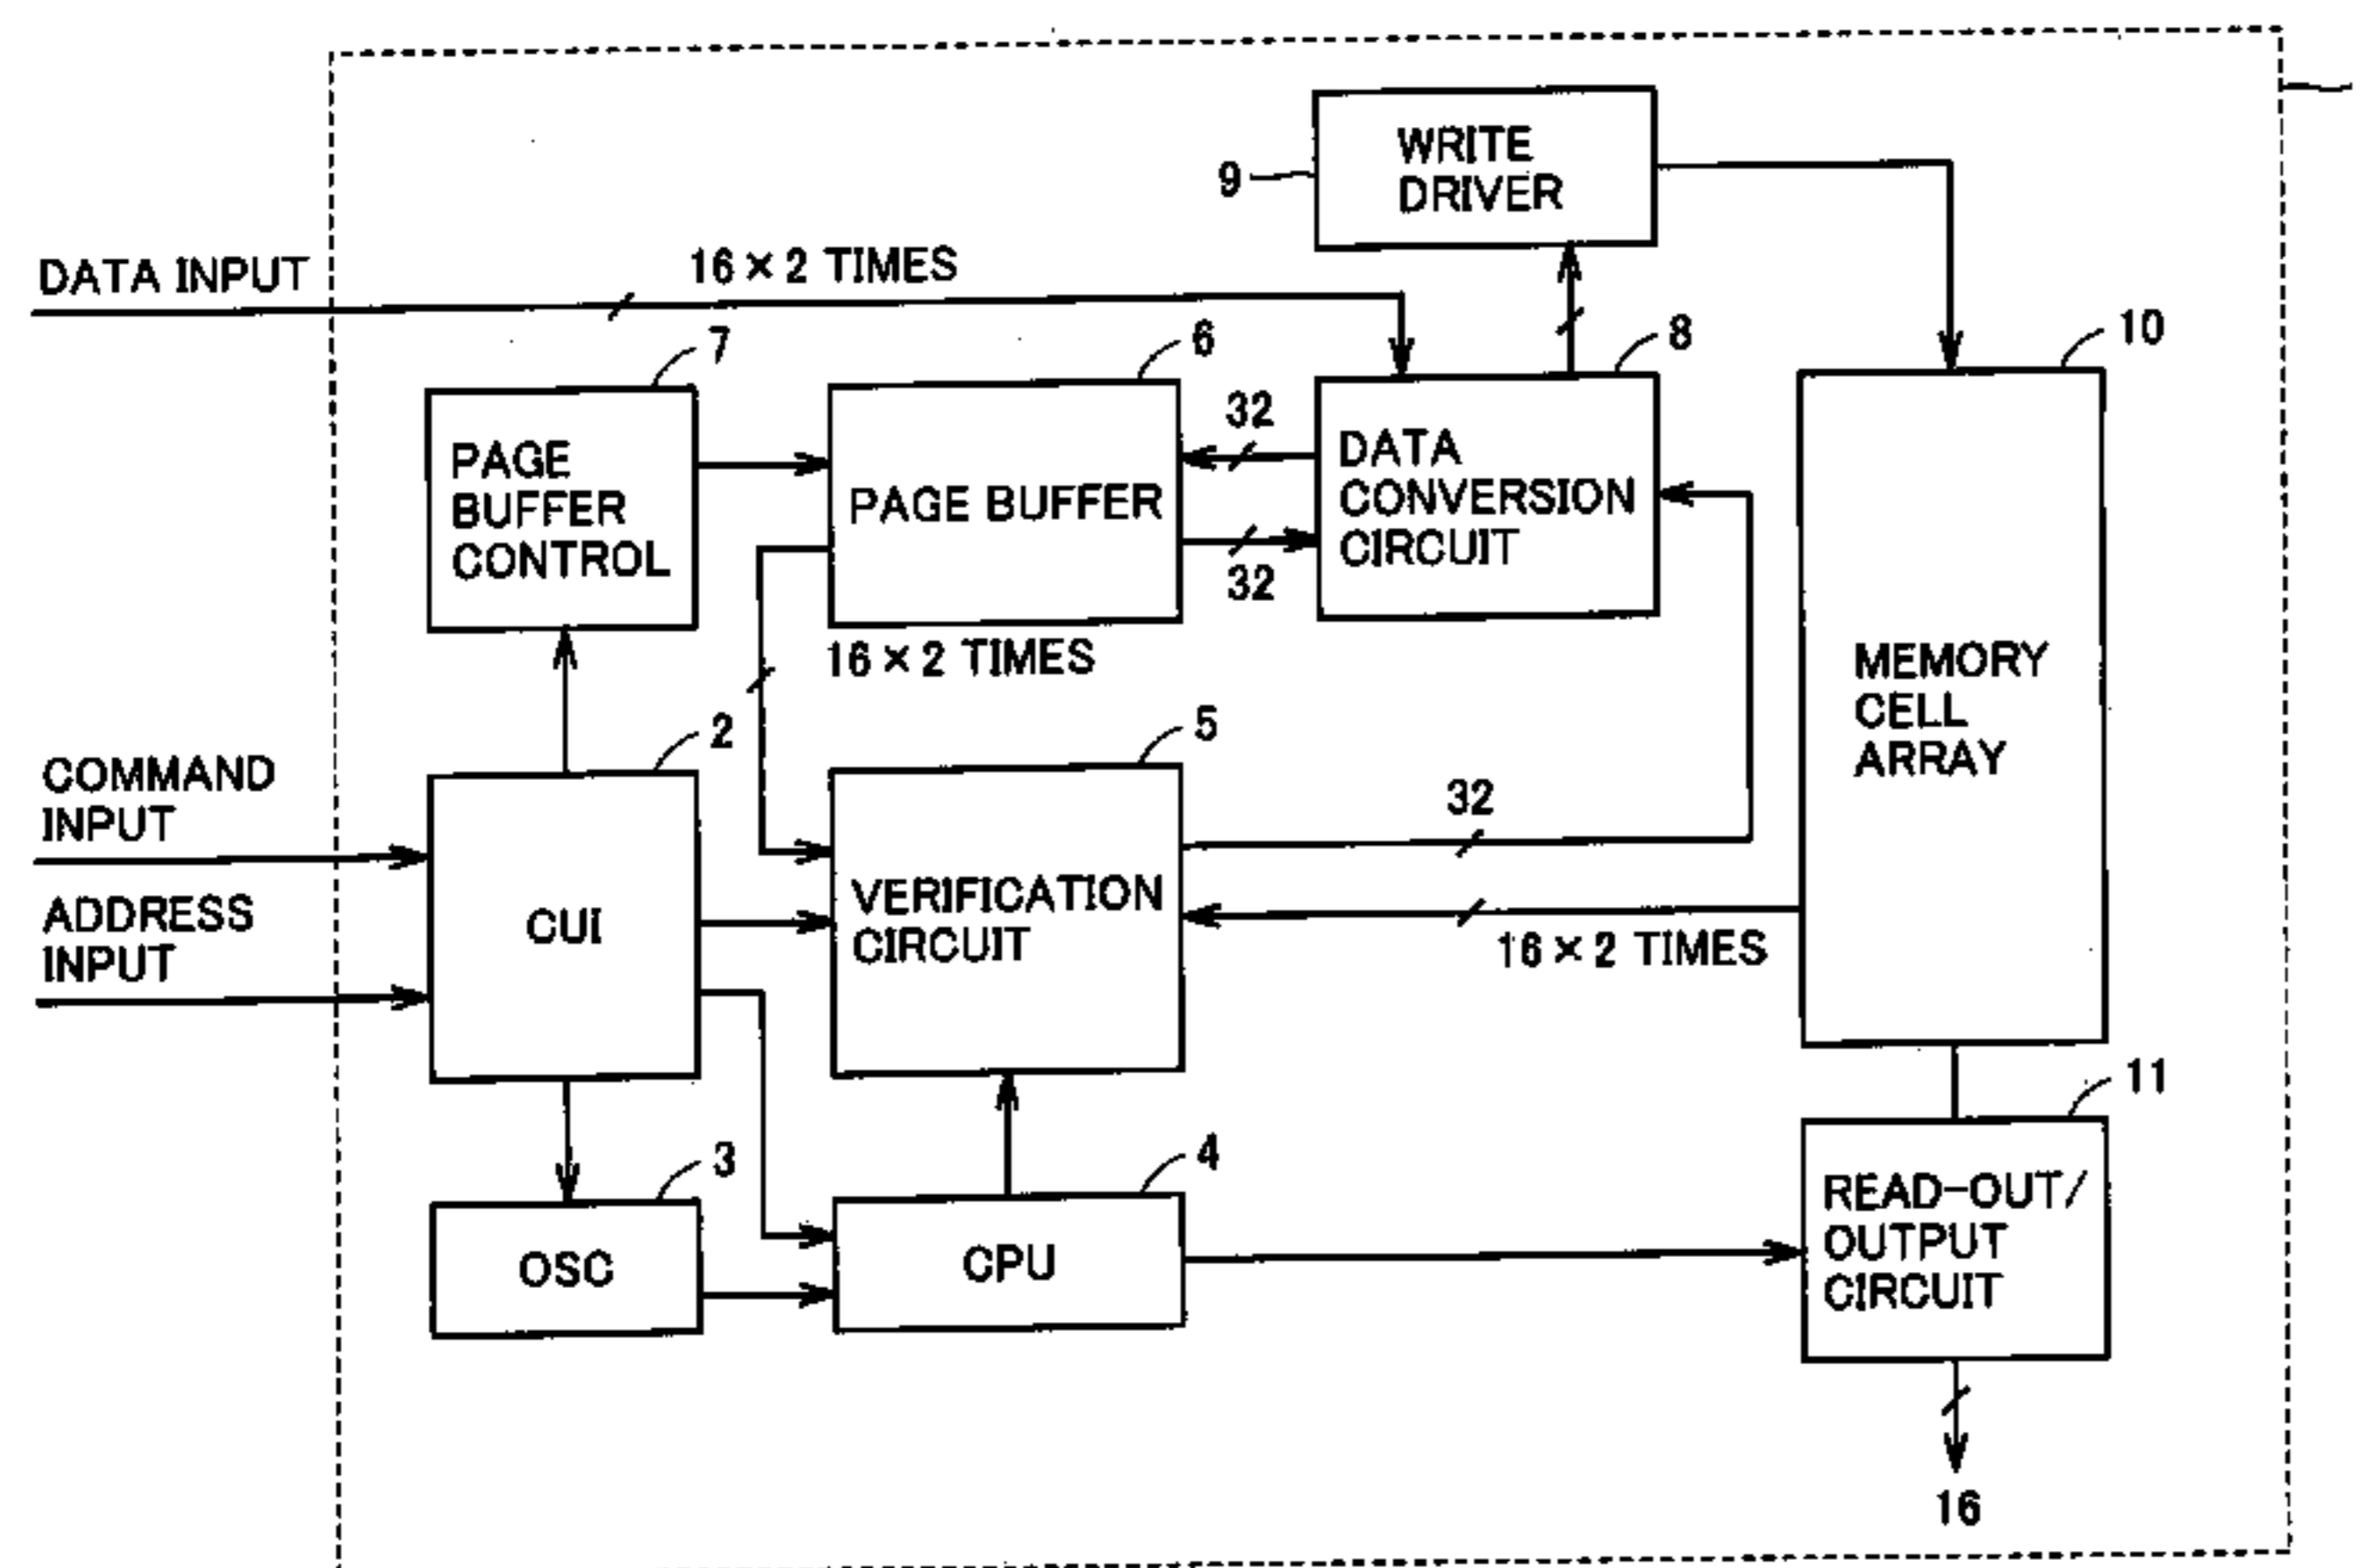 WRITE
DRIVER
9
DATA INPUT
16 × 2 TIMES
7
6
8
10
PAGE
BUFFER
CONTROL
PAGE BUFFER
32
32
DATA
CONVERSION
CIRCUIT
16 × 2 TIMES
MEMORY
CELL
ARRAY
2
5
COMMAND
INPUT
32
ADDRESS
INPUT
CUI
VERIFICATION
CIRCUIT
16 × 2 TIMES
11
3
4
OSC
CPU
READ-OUT/
OUTPUT
CIRCUIT
16